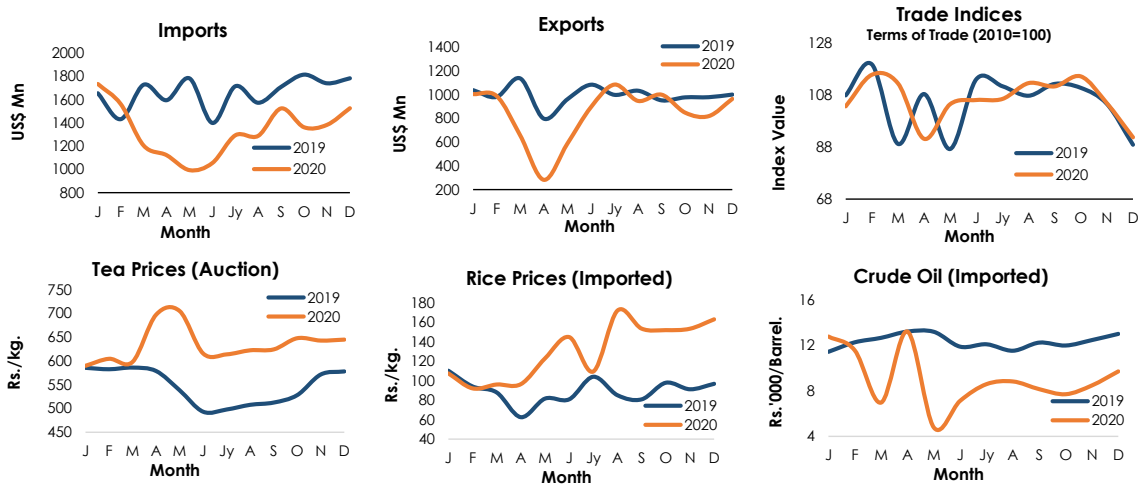 Imports
US$ Mn
2000
1800
1600
1400
1200
1000
800
2019
2020
J F M A M J Jy A S O N D
Month
Exports
US$ Mn
1400
1200
1000
800
600
400
200
2019
2020
J F M A M J Jy A S O N D
Month
Trade Indices
Terms of Trade (2010=100)
Index Value
128
108
88
68
2019
2020
J F M A M J Jy A S O N D
Month
Tea Prices (Auction)
Rs./kg.
750
700
650
600
550
500
450
2019
2020
J F M A M J Jy A S O N D
Month
Rice Prices (Imported)
Rs./kg.
180
160
140
120
100
80
60
40
2019
2020
J F M A M J Jy A S O N D
Month
Crude Oil (Imported)
Rs.'000/Barrel.
16
12
8
4
2019
2020
J F M A M J Jy A S O N D
Month